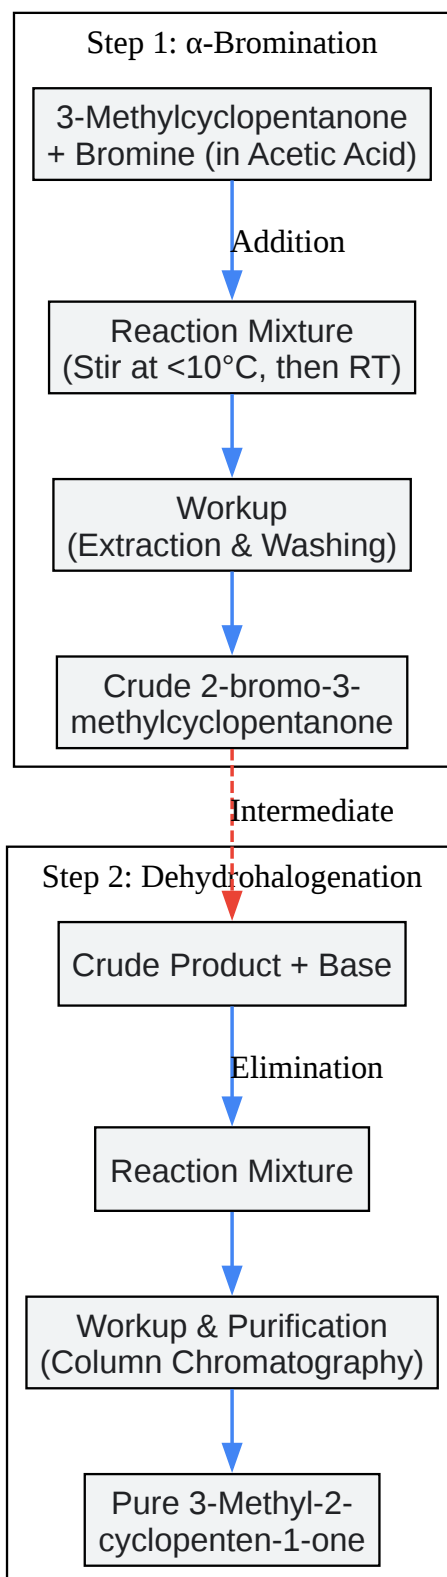 Step 1: α-Bromination
3-Methylcyclopentanone
+ Bromine (in Acetic Acid)
Addition
Reaction Mixture
(Stir at <10°C, then RT)
Workup
(Extraction & Washing)
Crude 2-bromo-3-
methylcyclopentanone
Intermediate
Step 2: Dehydrohalogenation
Crude Product + Base
Elimination
Reaction Mixture
Workup & Purification
(Column Chromatography)
Pure 3-Methyl-2-
cyclopenten-1-one